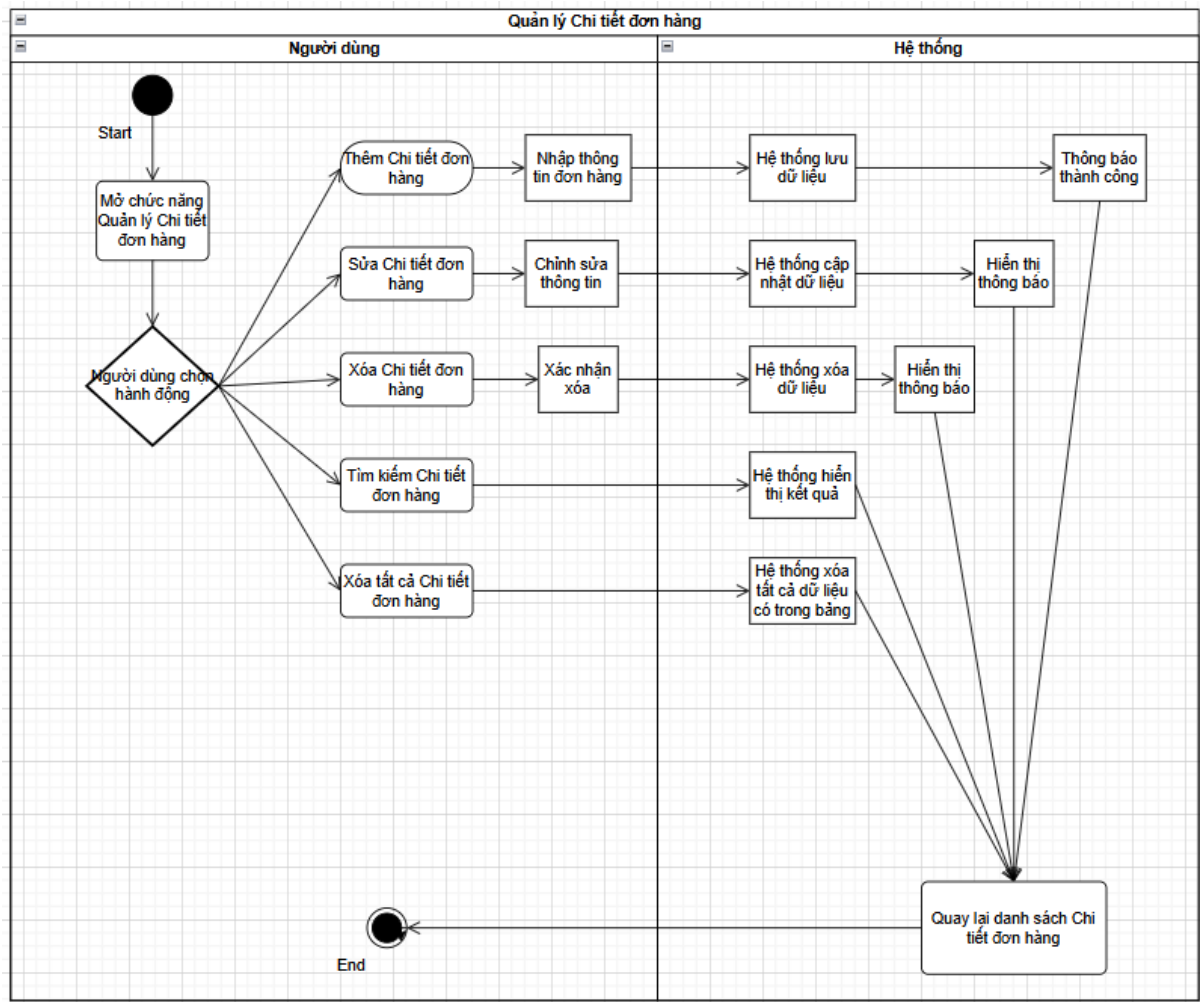 Quản lý Chi tiết đơn hàng
Người dùng
Hệ thống
Start
Mở chức năng
Quản lý Chi tiết
đơn hàng
Người dùng chọn
hành động
Thêm Chi tiết đơn
hàng
Nhập thông
tin đơn hàng
Hệ thống lưu
dữ liệu
Thông báo
thành công
Sửa Chi tiết đơn
hàng
Chỉnh sửa
thông tin
Hệ thống cập
nhật dữ liệu
Hiển thị
thông báo
Xóa Chi tiết đơn
hàng
Xác nhận
xóa
Hệ thống xóa
dữ liệu
Hiển thị
thông báo
Tìm kiếm Chi tiết
đơn hàng
Hệ thống hiển
thị kết quả
Xóa tất cả Chi tiết
đơn hàng
Hệ thống xóa
tất cả dữ liệu
có trong bảng
Quay lại danh sách Chi
tiết đơn hàng
End